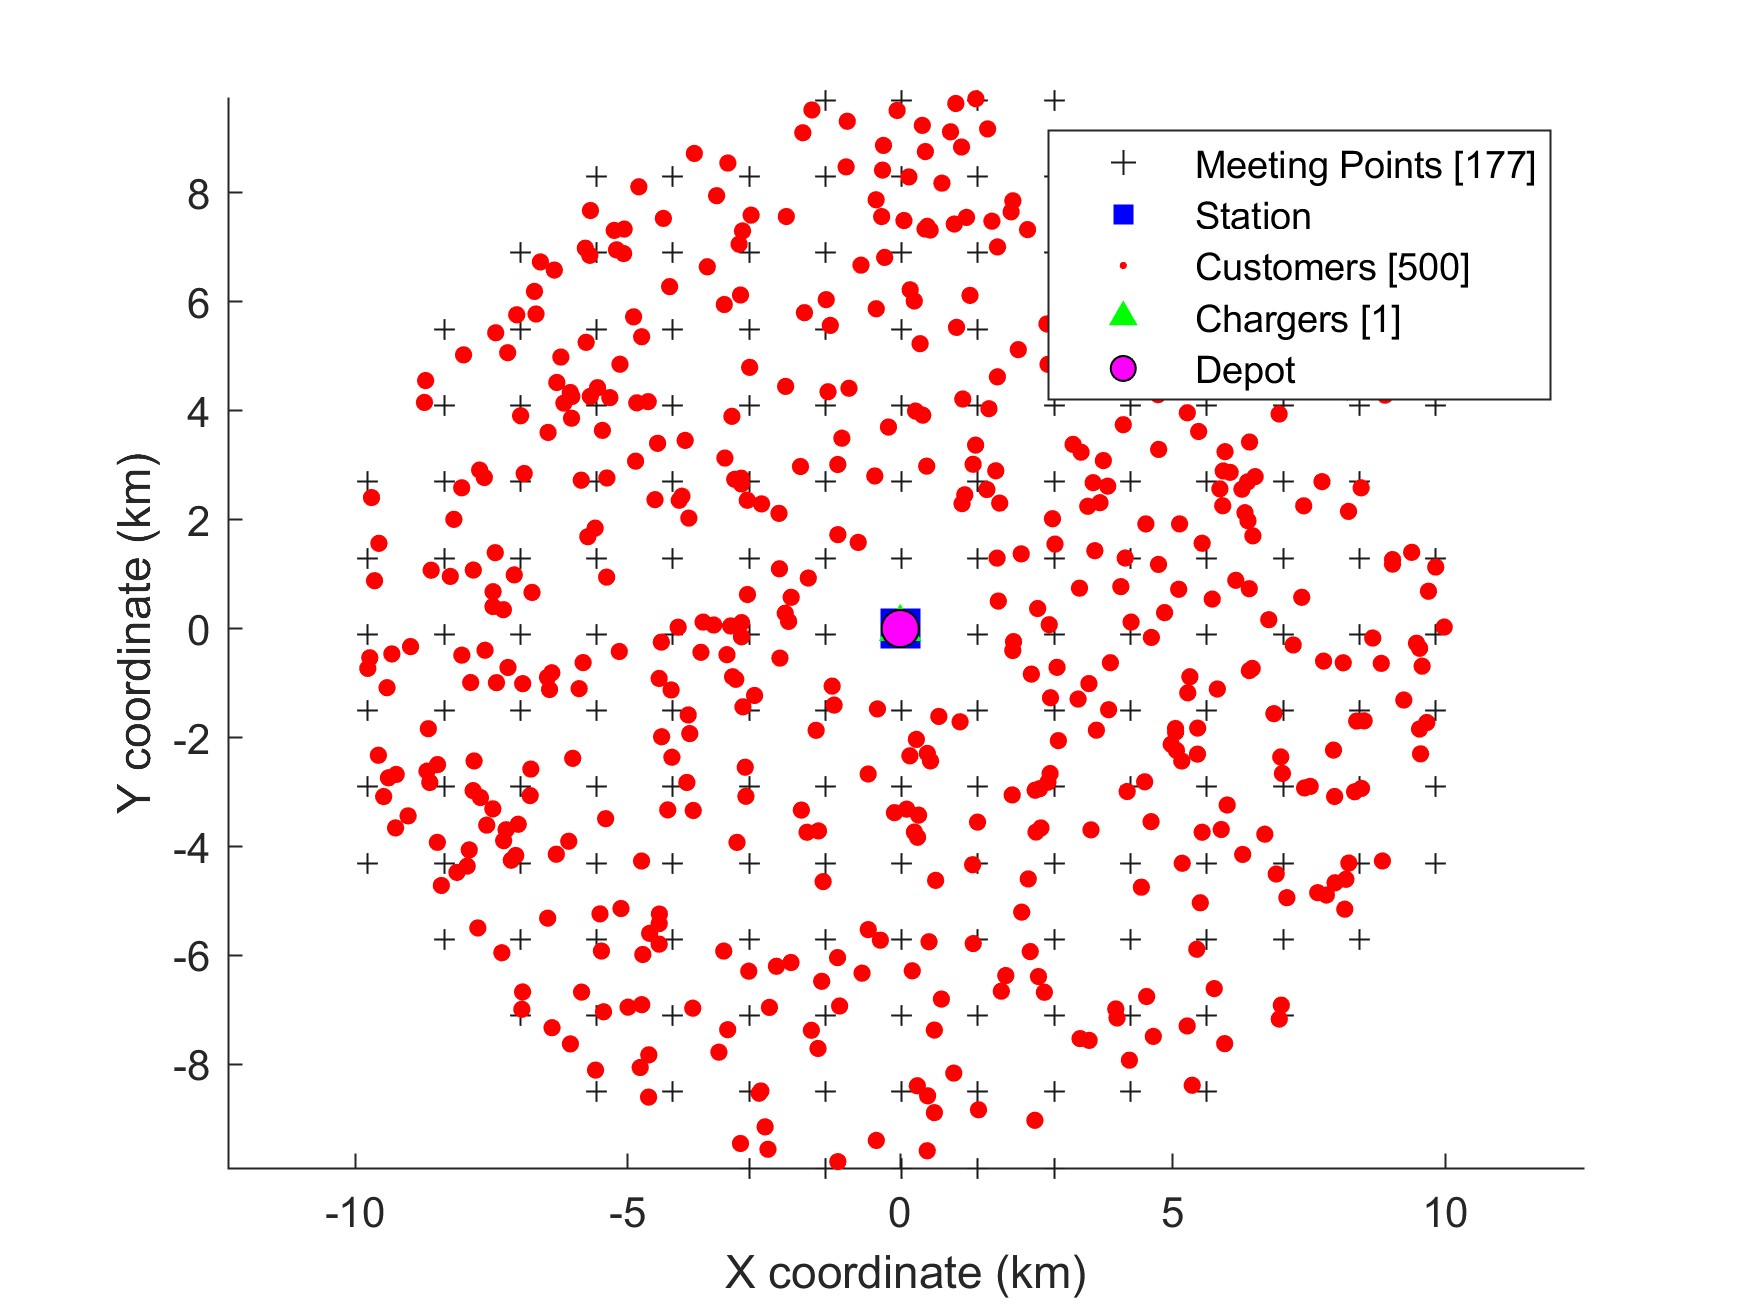 Meeting Points [177]
Station
Customers [500]
Chargers [1]
Depot
8
6
4
2
0
-2
-4
-6
-8
Y coordinate (km)
-10 -5 0 5 10
X coordinate (km)